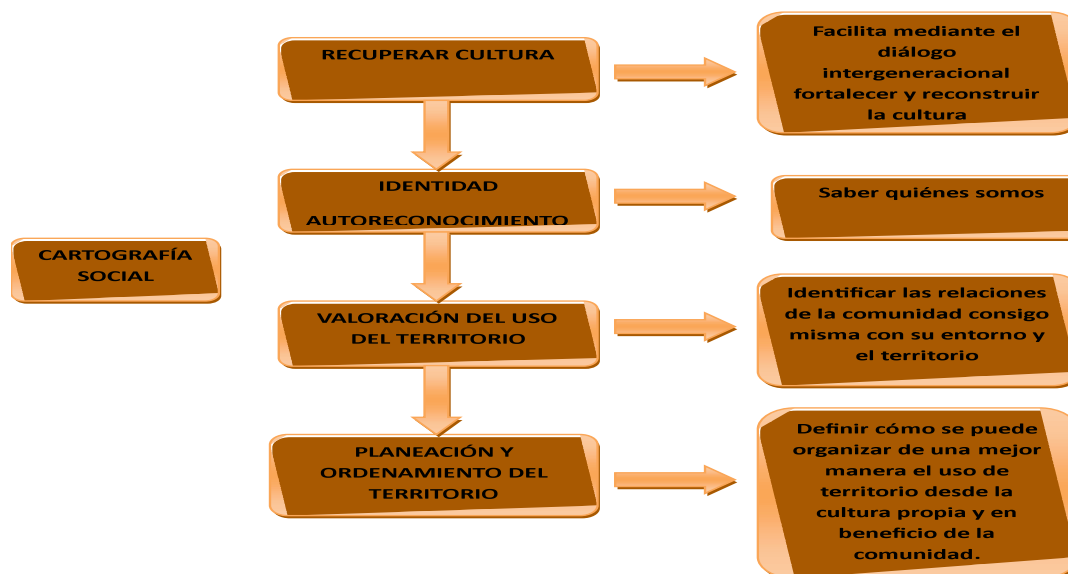 CARTOGRAFÍA
SOCIAL
RECUPERAR CULTURA
Facilita mediante el
diálogo
intergeneracional
fortalecer y reconstruir
la cultura
IDENTIDAD
AUTORECONOCIMIENTO
Saber quiénes somos
VALORACIÓN DEL USO
DEL TERRITORIO
Identificar las relaciones
de la comunidad consigo
misma con su entorno y
el territorio
PLANEACIÓN Y
ORDENAMIENTO DEL
TERRITORIO
Definir cómo se puede
organizar de una mejor
manera el uso de
territorio desde la
cultura propia y en
beneficio de la
comunidad.